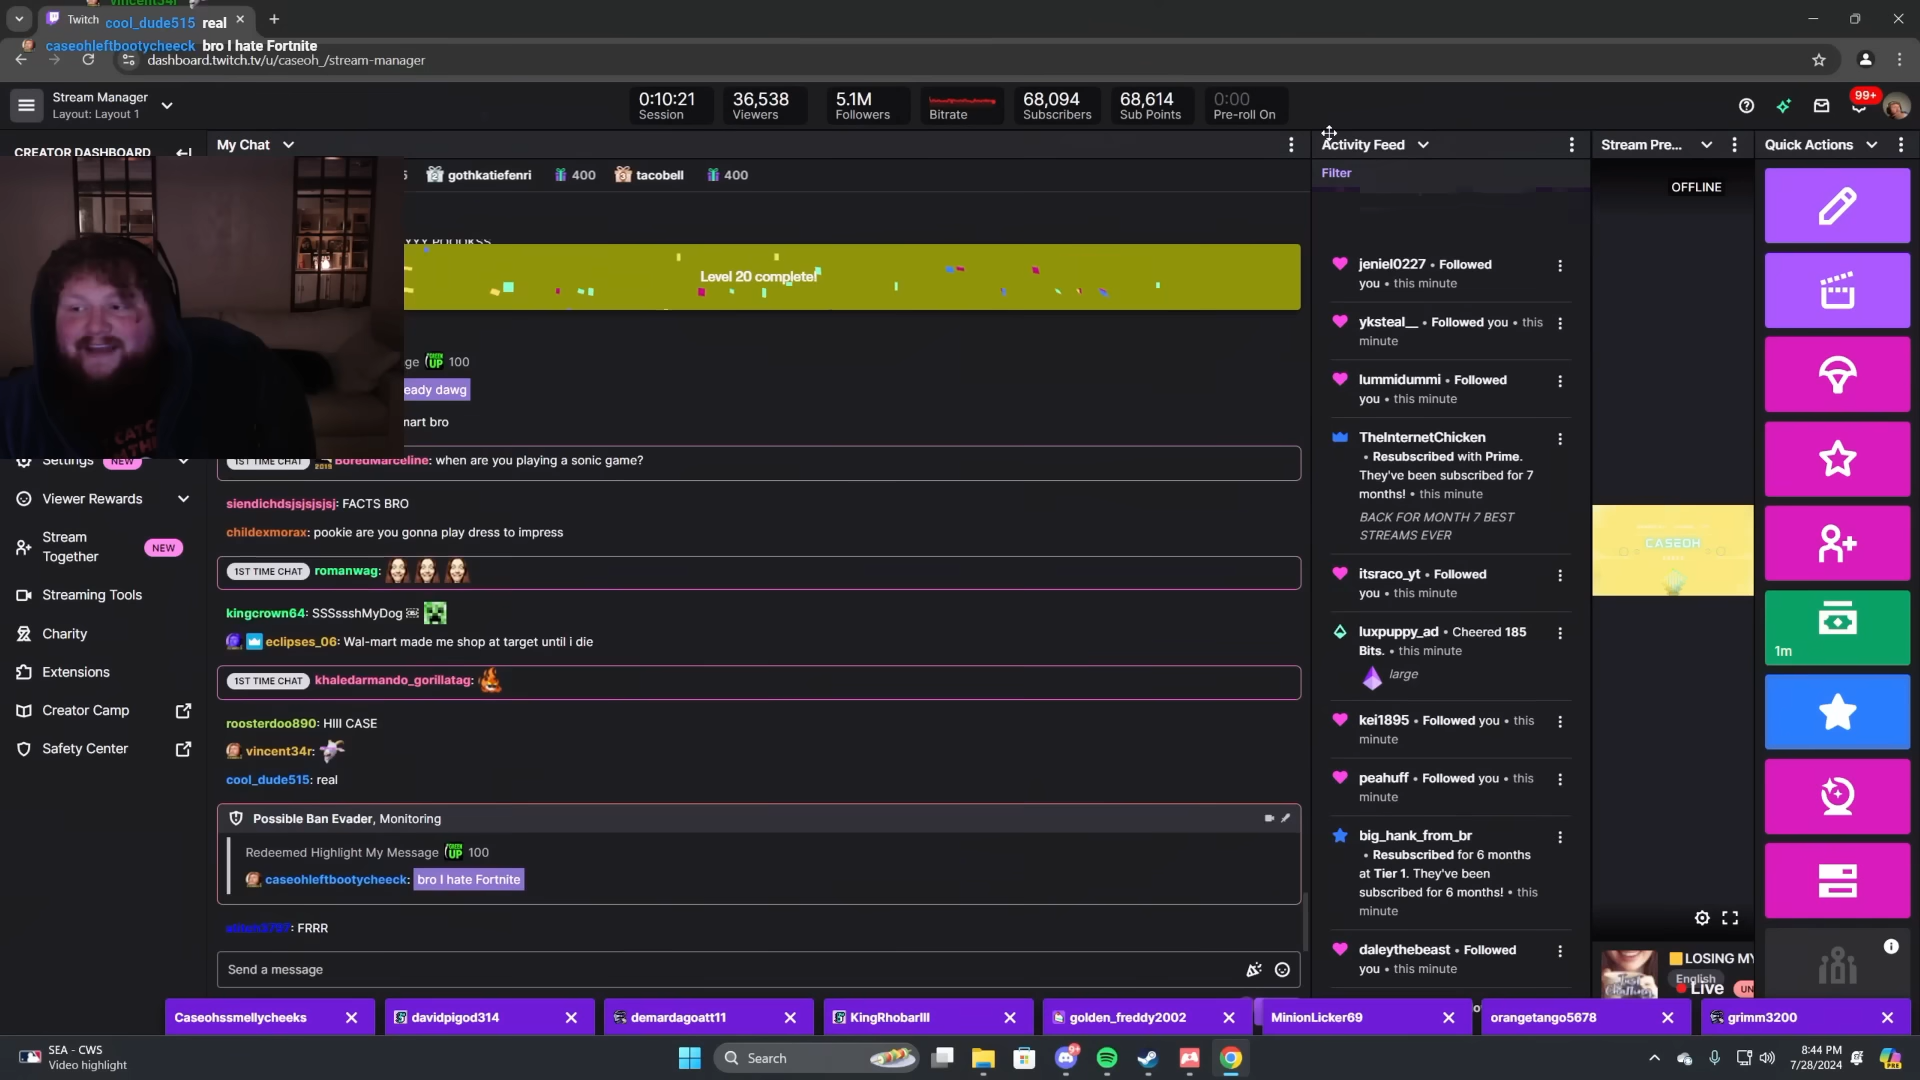 vincent34r
Twitch
cool_dude515 real
caseohleftbootycheeck bro I hate Fortnite
dashboard.twitch.tv/u/caseoh_/stream-manager
Stream Manager
Layout: Layout 1
0:10:21
Session
36,538
Viewers
5.1M
Followers
Bitrate
68,094
Subscribers
68,614
Sub Points
0:00
Pre-roll On
99+
CREATOR DASHBOARD
Settings NEW
Viewer Rewards
Stream
Together
NEW
Streaming Tools
Charity
Extensions
Creator Camp
Safety Center
My Chat
gothkatiefenri 400 tacobell 400
Level 20 complete!
UP 100
eady dawg
mart bro
1ST TIME CHAT BoredMarceline: when are you playing a sonic game?
siendichdsjsjsjsjsj: FACTS BRO
childexmorax: pookie are you gonna play dress to impress
1ST TIME CHAT romanwag:
kingcrown64: SSSssshMyDog
eclipses_06: Wal-mart made me shop at target until i die
1ST TIME CHAT khaledarmando_gorillatag:
roosterdoo890: HIII CASE
vincent34r:
cool_dude515: real
Possible Ban Evader, Monitoring
Redeemed Highlight My Message UP 100
caseohleftbootycheeck: bro I hate Fortnite
FRRR
Send a message
Activity Feed
Filter
jeniel0227 • Followed
you • this minute
yksteal__ • Followed you • this
minute
lummidummi • Followed
you • this minute
TheInternetChicken
• Resubscribed with Prime.
They've been subscribed for 7
months! • this minute
BACK FOR MONTH 7 BEST
STREAMS EVER
itsraco_yt • Followed
you • this minute
luxpuppy_ad • Cheered 185
Bits. • this minute
large
kei1895 • Followed you • this
minute
peahuff • Followed you • this
minute
big_hank_from_br
• Resubscribed for 6 months
at Tier 1. They've been
subscribed for 6 months! • this
minute
daleythebeast • Followed
you • this minute
Stream Pre...
OFFLINE
CASEOH
LOSING MY
English
Live
UN
Quick Actions
1m
Caseohssmellycheeks
davidpigod314
demardagoatt11
KingRhobarIII
golden_freddy2002
MinionLicker69
orangetango5678
grimm3200
SEA - CWS
Video highlight
Search
8:44 PM
7/28/2024